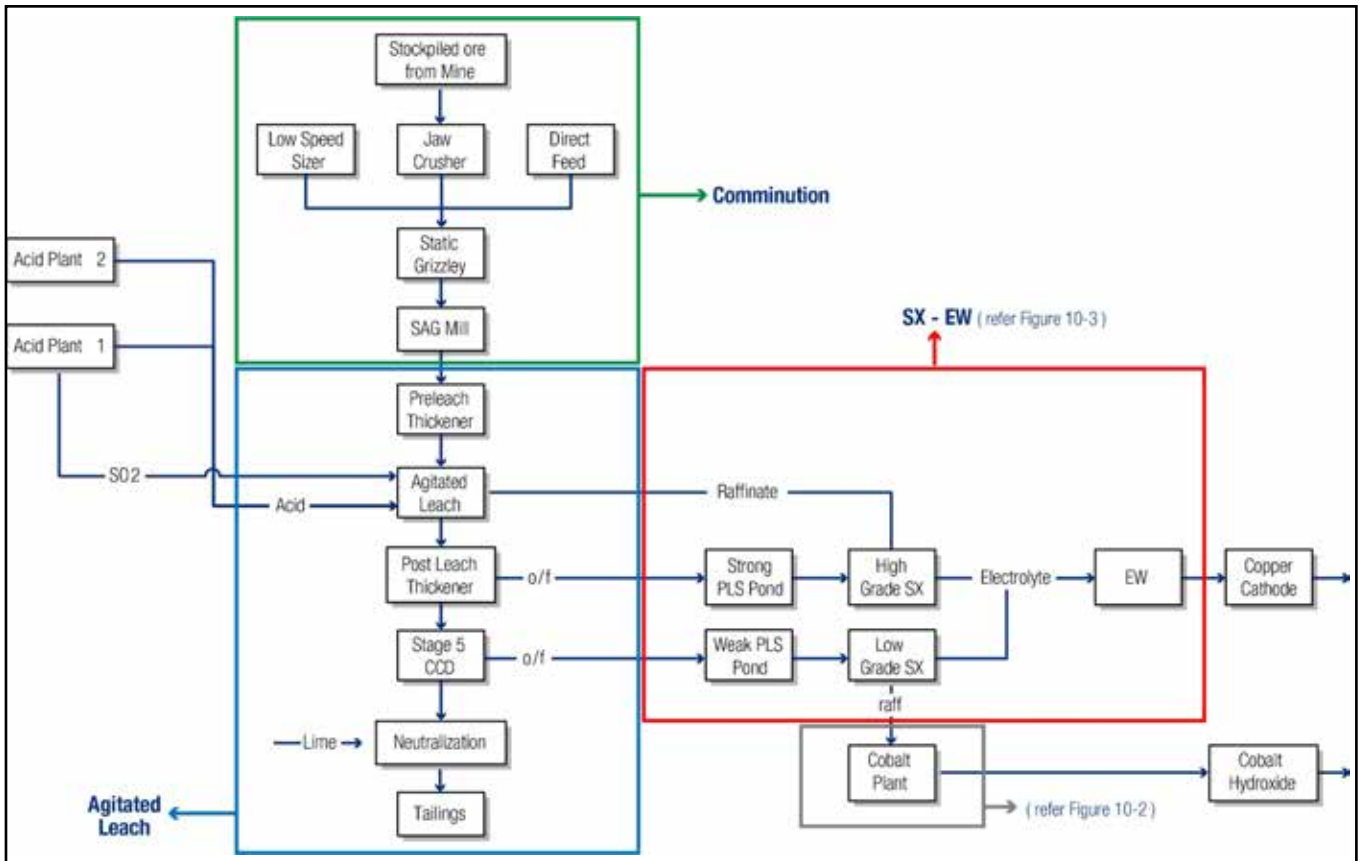 Stockpiled ore
from Mine
Low Speed
Sizer
Jaw
Crusher
Direct
Feed
Comminution
Static
Grizzley
Acid Plant 2
SAG Mill
SX - EW ( refer Figure 10-3 )
Acid Plant 1
Preleach
Thickener
SO2
Agitated
Leach
Raffinate
Acid
Post Leach
Thickener
o/f
Strong
PLS Pond
High
Grade SX
Electrolyte
EW
Copper
Cathode
Stage 5
CCD
o/f
Weak PLS
Pond
Low
Grade SX
raff
Lime
Neutralization
Cobalt
Plant
Cobalt
Hydroxide
Agitated
Leach
Tailings
( refer Figure 10-2 )